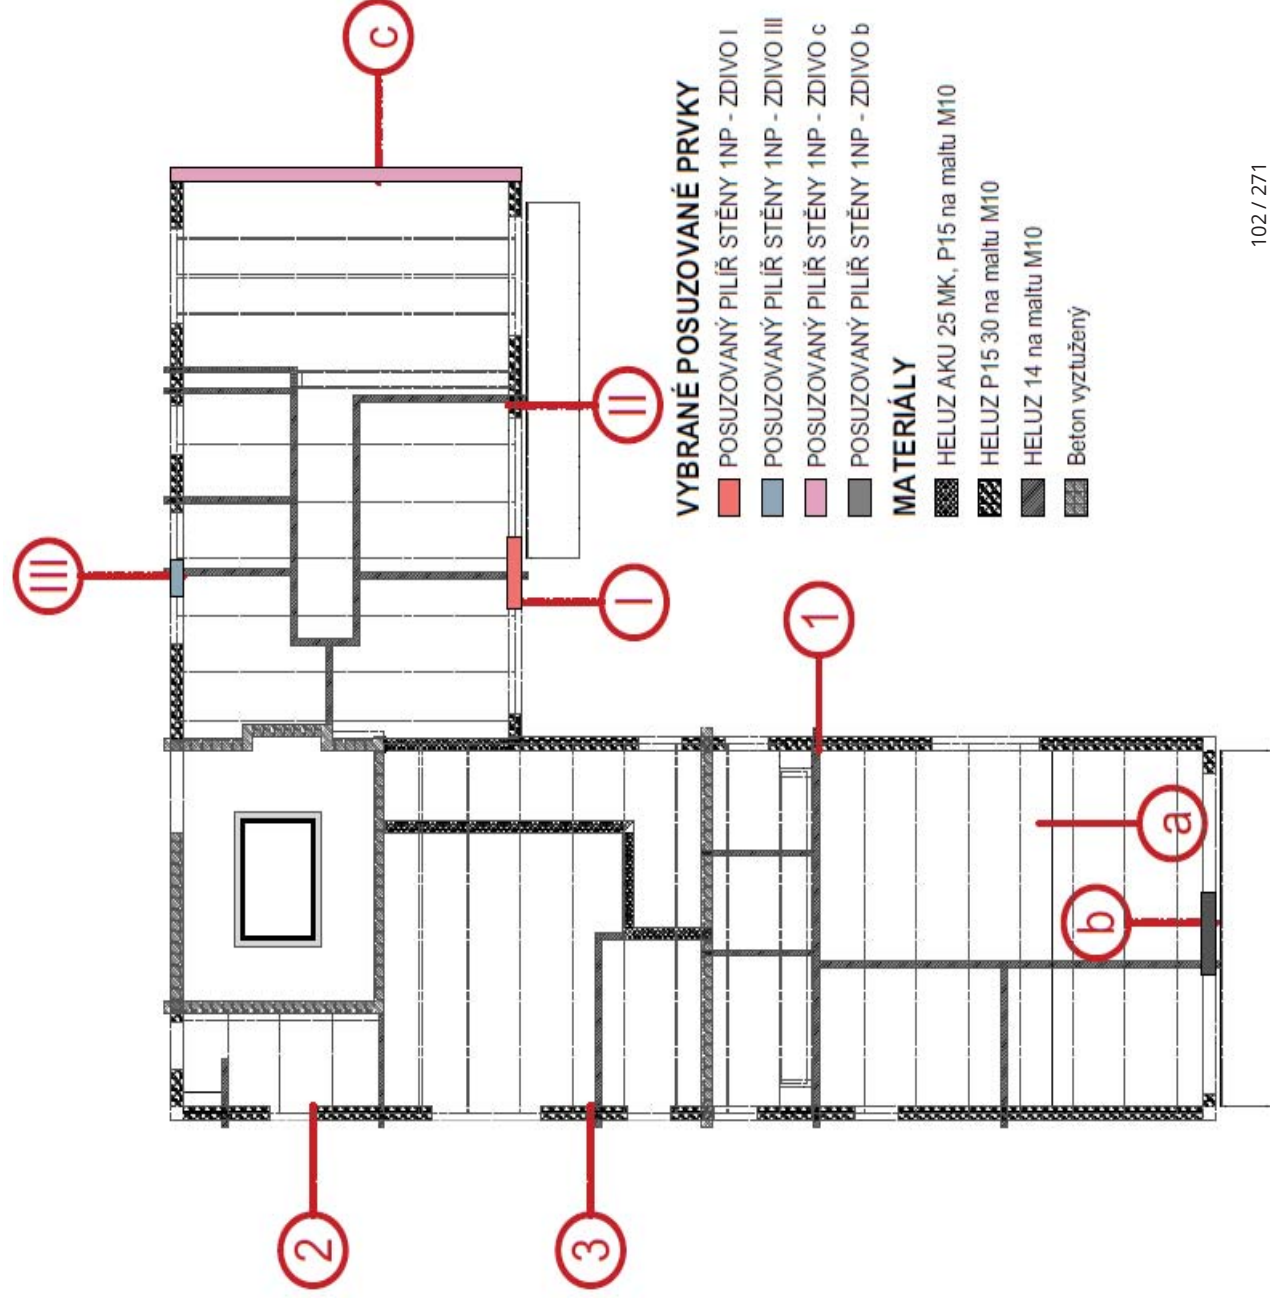 c
III
II
I
1
a
b
2
3
VYBRANÉ POSUZOVANÉ PRVKY
POSUZOVANÝ PILÍŘ STĚNY 1NP - ZDIVO I
POSUZOVANÝ PILÍŘ STĚNY 1NP - ZDIVO III
POSUZOVANÝ PILÍŘ STĚNY 1NP - ZDIVO c
POSUZOVANÝ PILÍŘ STĚNY 1NP - ZDIVO b
MATERIÁLY
HELUZ AKU 25 MK, P15 na maltu M10
HELUZ P15 30 na maltu M10
HELUZ 14 na maltu M10
Beton vyztužený
102 / 271